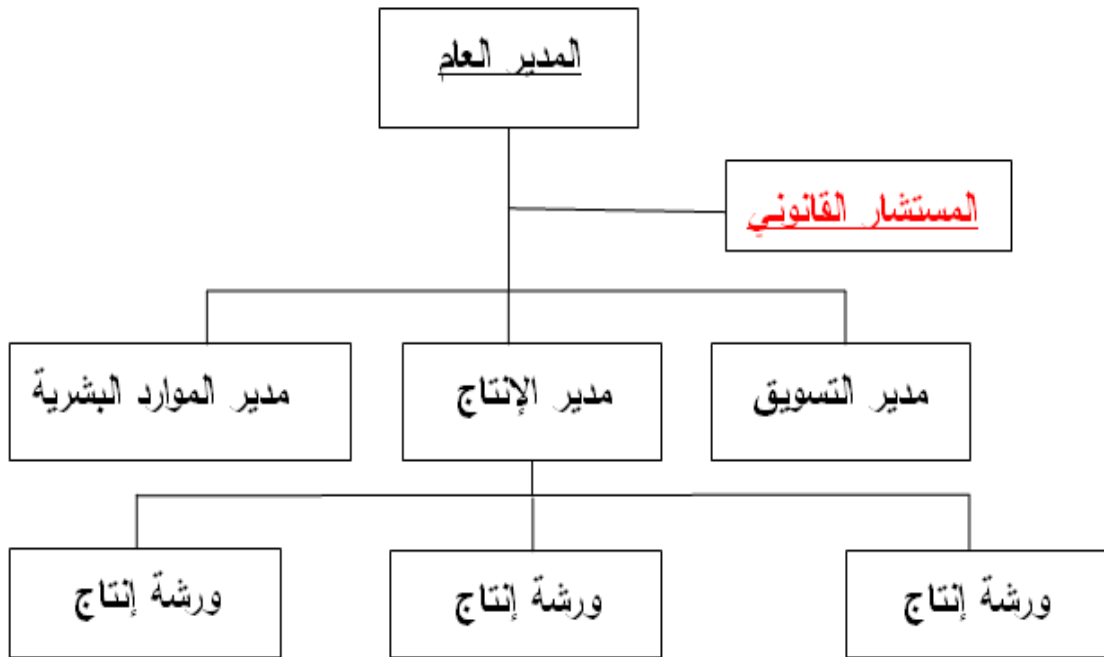 المدير العام
المستشار القانوني
مدير التسويق
مدير الإنتاج
مدير الموارد البشرية
ورشة إنتاج
ورشة إنتاج
ورشة إنتاج